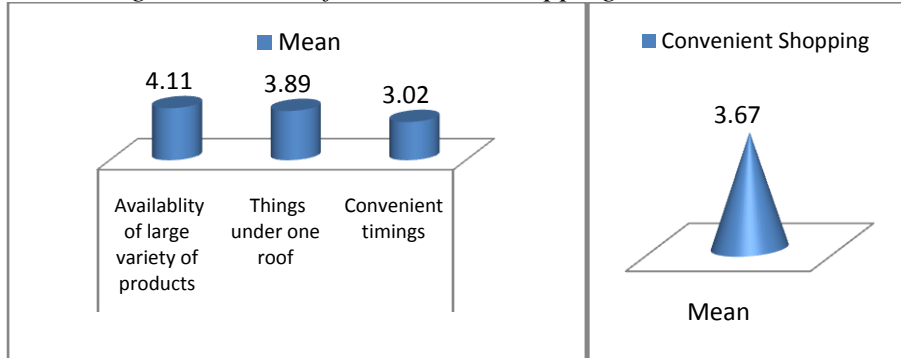 Mean
4.11
3.89
3.02
Availablity
of large
variety of
products
Things
under one
roof
Convenient
timings
Convenient Shopping
3.67
Mean